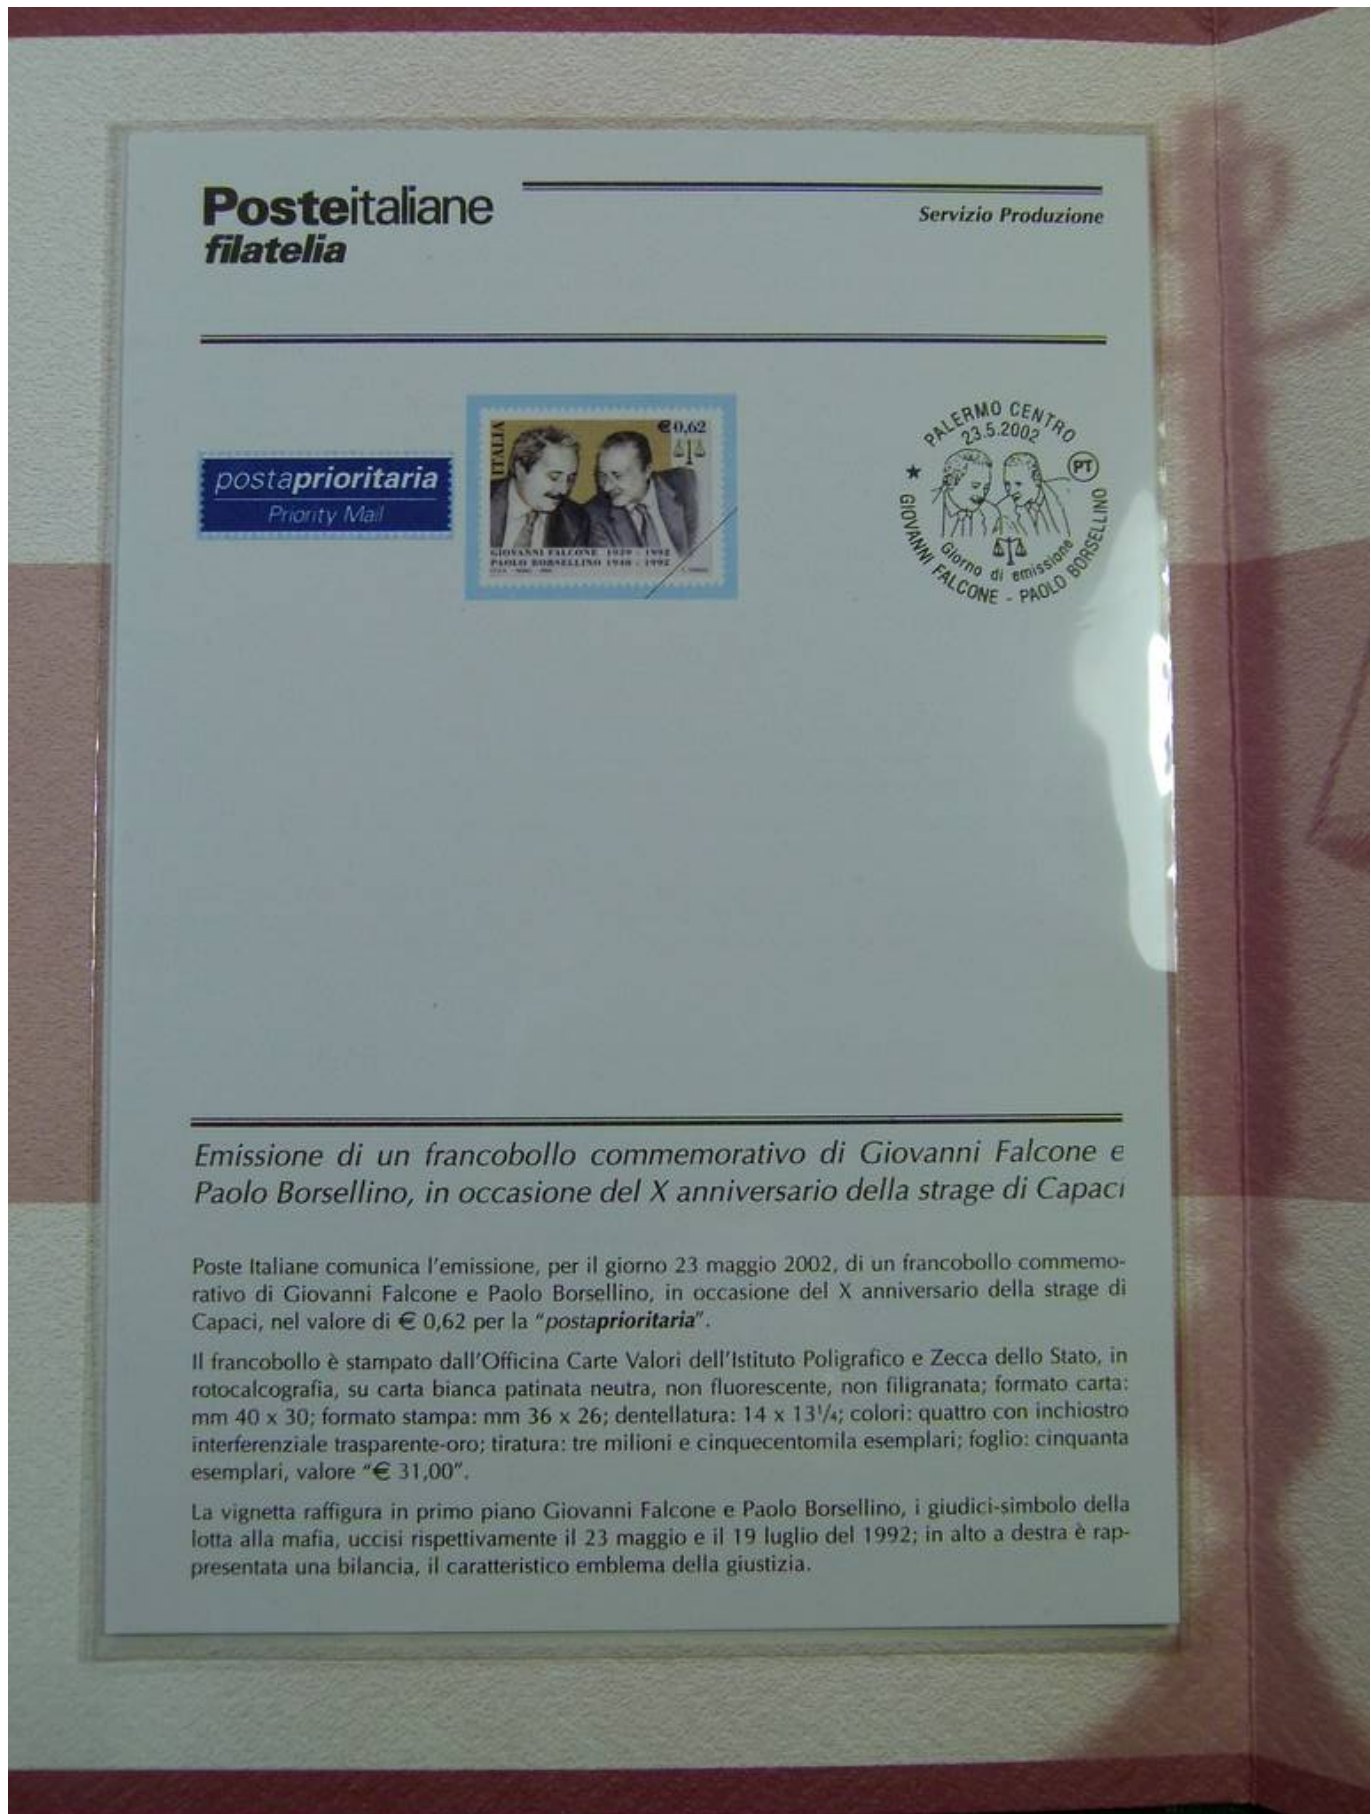 Posteitaliane
filatelia
Servizio Produzione
postaprioritaria
Priority Mail
ITALIA
€0,62
GIOVANNI FALCONE 1939 - 1992
PAOLO BORSELLINO 1940 - 1992
PALERMO CENTRO
23.5.2002
PT
Giorno di emissione
GIOVANNI FALCONE - PAOLO BORSELLINO
Emissione di un francobollo commemorativo di Giovanni Falcone e
Paolo Borsellino, in occasione del X anniversario della strage di Capaci
Poste Italiane comunica l'emissione, per il giorno 23 maggio 2002, di un francobollo commemo-
rativo di Giovanni Falcone e Paolo Borsellino, in occasione del X anniversario della strage di
Capaci, nel valore di € 0,62 per la "postaprioritaria".
Il francobollo è stampato dall'Officina Carte Valori dell'Istituto Poligrafico e Zecca dello Stato, in
rotocalcografia, su carta bianca patinata neutra, non fluorescente, non filigranata; formato carta:
mm 40 x 30; formato stampa: mm 36 x 26; dentellatura: 14 x 13¹/₄; colori: quattro con inchiostro
interferenziale trasparente-oro; tiratura: tre milioni e cinquecentomila esemplari; foglio: cinquanta
esemplari, valore "€ 31,00".
La vignetta raffigura in primo piano Giovanni Falcone e Paolo Borsellino, i giudici-simbolo della
lotta alla mafia, uccisi rispettivamente il 23 maggio e il 19 luglio del 1992; in alto a destra è rap-
presentata una bilancia, il caratteristico emblema della giustizia.